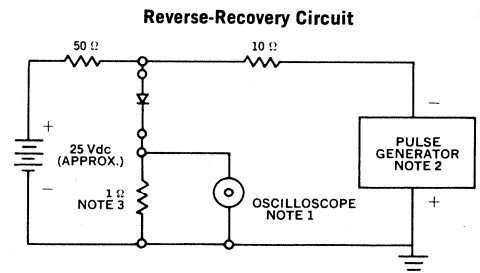 Reverse-Recovery Circuit
50 Ω
10 Ω
+
25 Vdc
(APPROX.)
−
1 Ω
NOTE 3
OSCILLOSCOPE
NOTE 1
−
PULSE
GENERATOR
NOTE 2
+